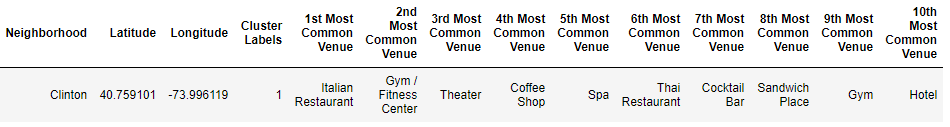 Neighborhood Latitude Longitude Cluster Labels 1st Most Common Venue 2nd Most Common Venue 3rd Most Common Venue 4th Most Common Venue 5th Most Common Venue 6th Most Common Venue 7th Most Common Venue 8th Most Common Venue 9th Most Common Venue 10th Most Common Venue
Clinton 40.759101 -73.996119 1 Italian Restaurant Gym / Fitness Center Theater Coffee Shop Spa Thai Restaurant Cocktail Bar Sandwich Place Gym Hotel